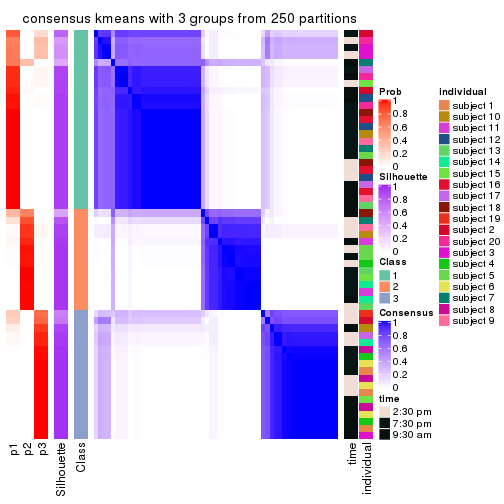 consensus kmeans with 3 groups from 250 partitions
Prob
1
0.8
0.6
0.4
0.2
0
Silhouette
1
0.8
0.6
0.4
0.2
0
Class
1
2
3
Consensus
1
0.8
0.6
0.4
0.2
0
time
2:30 pm
7:30 pm
9:30 am
individual
subject 1
subject 10
subject 11
subject 12
subject 13
subject 14
subject 15
subject 16
subject 17
subject 18
subject 19
subject 2
subject 20
subject 3
subject 4
subject 5
subject 6
subject 7
subject 8
subject 9
p1
p2
p3
Silhouette
Class
time
individual